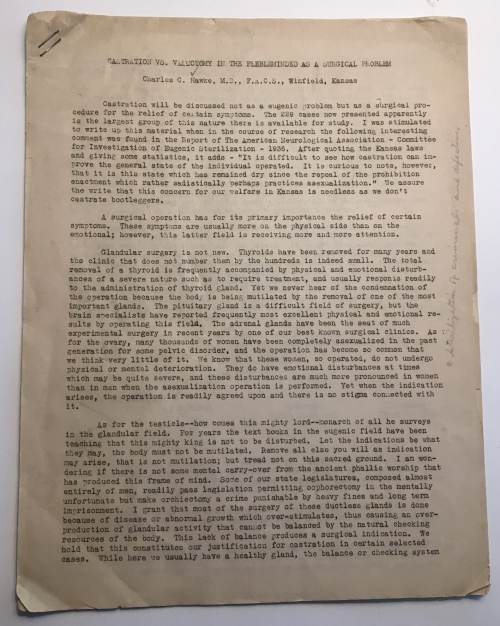 CASTRATION VS. VASECTOMY IN THE FEEBLEMINDED AS A SURGICAL PROBLEM
Charles C. Hawke, M.D., F.A.C.S., Winfield, Kansas
Castration will be discussed not as a eugenic problem but as a surgical pro-
cedure for the relief of certain symptoms. The 229 cases now presented apparently
is the largest group of this nature there is available for study. I was stimulated
to write up this material when in the course of research the following interesting
comment was found in the Report of The American Neurological Association - Committee
for Investigation of Eugenic Sterilization - 1936. After quoting the Kansas laws
and giving some statistics, it adds - "It is difficult to see how castration can im-
prove the general state of the individual operated. It is curious to note, however,
that it is this state which has remained dry since the repeal of the prohibition
enactment which rather sadistically perhaps practices asexualization." We assure
the write that this concern for our welfare in Kansas is needless as we don't
castrate bootleggers.
A surgical operation has for its primary importance the relief of certain
symptoms. These symptoms are usually more on the physical side than on the
emotional; however, this latter field is receiving more and more attention.
Glandular surgery is not new. Thyroids have been removed for many years and
the clinic that does not number them by the hundreds is indeed small. The total
removal of a thyroid is frequently accompanied by physical and emotional disturb-
ances of a severe nature such as to require treatment, and usually responds readily
to the administration of thyroid gland. Yet we never hear of the condemnation of
the operation because the body is being mutilated by the removal of one of the most
important glands. The pituitary gland is a difficult field of surgery, but the
brain specialists have reported frequently most excellent physical and emotional re-
sults by operating this field. The adrenal glands have been the seat of much
experimental surgery in recent years by one of our best known surgical clinics. As
for the ovary, many thousands of women have been completely asexualized in the past
generation for some pelvic disorder, and the operation has become so common that
we think very little of it. We know that these women, so operated, do not undergo
physical or mental deterioration. They do have emotional disturbances at times
which may be quite severe, and these disturbances are much more pronounced in women
than in men when the asexualization operation is performed. Yet when the indication
arises, the operation is readily agreed upon and there is no stigma connected with
it.
As for the testicle--how comes this mighty lord--monarch of all he surveys
in the glandular field. For years the text books in the eugenic field have been
teaching that this mighty king is not to be disturbed. Let the indications be what
they may, the body must not be mutilated. Remove all else you will as indication
may arise, that is not mutilation; but tread not on this sacred ground. I am won-
dering if there is not some mental carry-over from the ancient phallic worship that
has produced this frame of mind. Some of our state legislatures, composed almost
entirely of men, readily pass legislation permitting oophorectomy in the mentally
unfortunate but make orchiectomy a crime punishable by heavy fines and long term
imprisonment. I grant that most of the surgery of these ductless glands is done
because of disease or abnormal growth which over-stimulates, thus causing an over-
production of glandular activity that cannot be balanced by the natural checking
resources of the body. This lack of balance produces a surgical indication. We
hold that this constitutes our justification for castration in certain selected
cases. While here we usually have a healthy gland, the balance or checking system